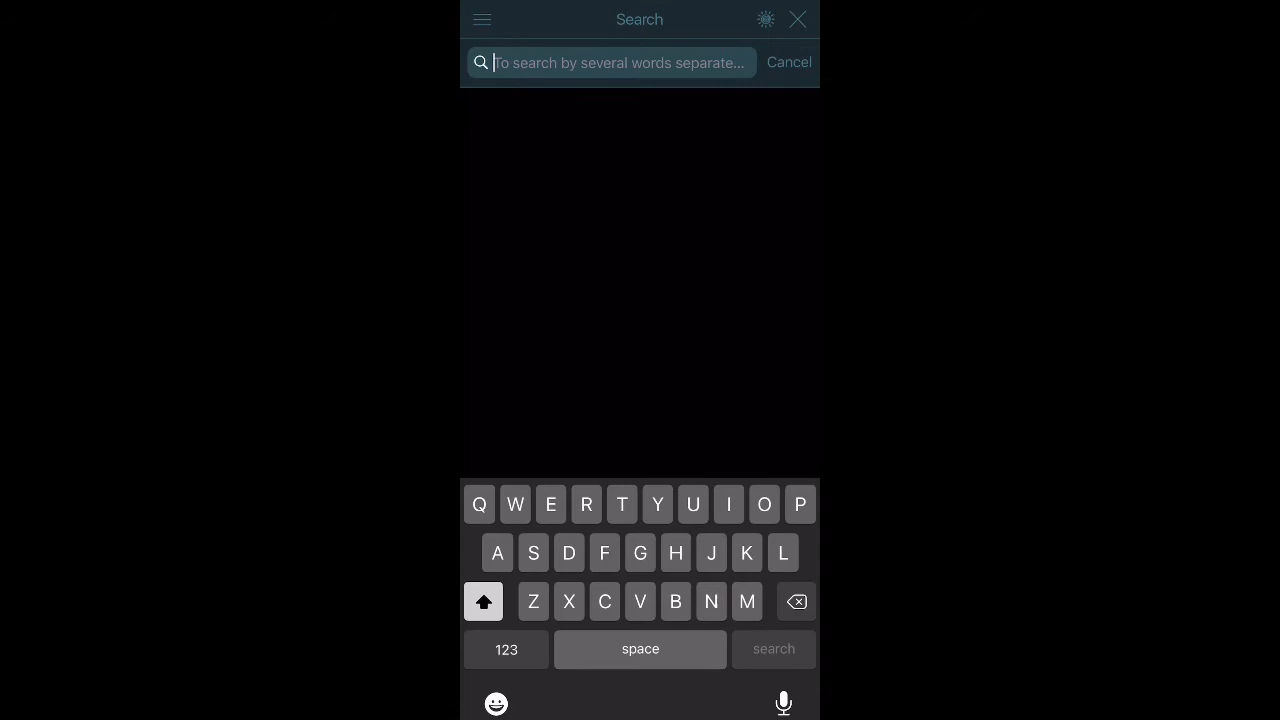 Search
To search by several words separate...
Cancel
Q W E R T Y U I O P
A S D F G H J K L
Z X C V B N M
123 space search